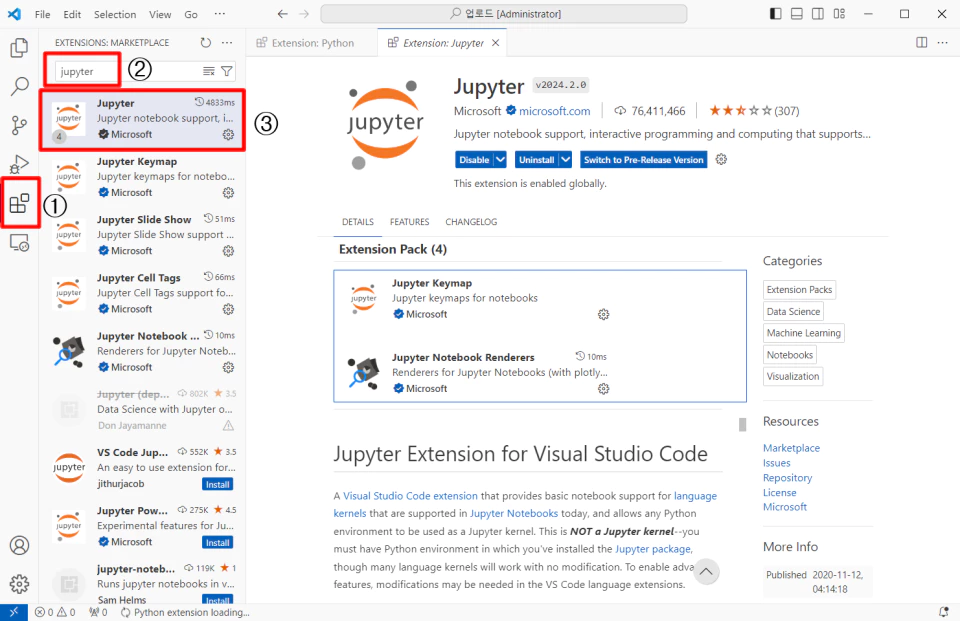 File Edit Selection View Go ···
업로드 [Administrator]
EXTENSIONS: MARKETPLACE
Extension: Python
Extension: Jupyter
jupyter
②
①
③
Jupyter 4833ms
Jupyter notebook support, i...
Microsoft
jupyter
4
Jupyter Keymap
Jupyter keymaps for notebo...
Microsoft
jupyter
Jupyter Slide Show 51ms
Jupyter Slide Show support ...
Microsoft
jupyter
Jupyter Cell Tags 66ms
Jupyter Cell Tags support fo...
Microsoft
jupyter
Jupyter Notebook ... 10ms
Renderers for Jupyter Noteb...
Microsoft
Jupyter (dep... 802K 3.5
Data Science with Jupyter o...
Don Jayamanne
VS Code Jup... 552K 3.5
An easy to use extension for...
jithurjacob Install
jupyter
Jupyter Pow... 275K 4.5
Experimental features for Ju...
Microsoft Install
jupyter
jupyter-noteb... 119K 1
Runs jupyter notebooks in v...
Sam Helms Install
jupyter
Jupyter v2024.2.0
Microsoft microsoft.com 76,411,466 (307)
Jupyter notebook support, interactive programming and computing that supports...
Disable Uninstall Switch to Pre-Release Version
This extension is enabled globally.
DETAILS FEATURES CHANGELOG
Extension Pack (4)
Jupyter Keymap
Jupyter keymaps for notebooks
Microsoft
jupyter
Jupyter Notebook Renderers 10ms
Renderers for Jupyter Notebooks (with plotly...
Microsoft
Jupyter Extension for Visual Studio Code
A Visual Studio Code extension that provides basic notebook support for language
kernels that are supported in Jupyter Notebooks today, and allows any Python
environment to be used as a Jupyter kernel. This is NOT a Jupyter kernel--you
must have Python environment in which you've installed the Jupyter package,
though many language kernels will work with no modification. To enable adva
features, modifications may be needed in the VS Code language extensions.
Categories
Extension Packs
Data Science
Machine Learning
Notebooks
Visualization
Resources
Marketplace
Issues
Repository
License
Microsoft
More Info
Published 2020-11-12,
04:14:18
0 0 0 Python extension loading...